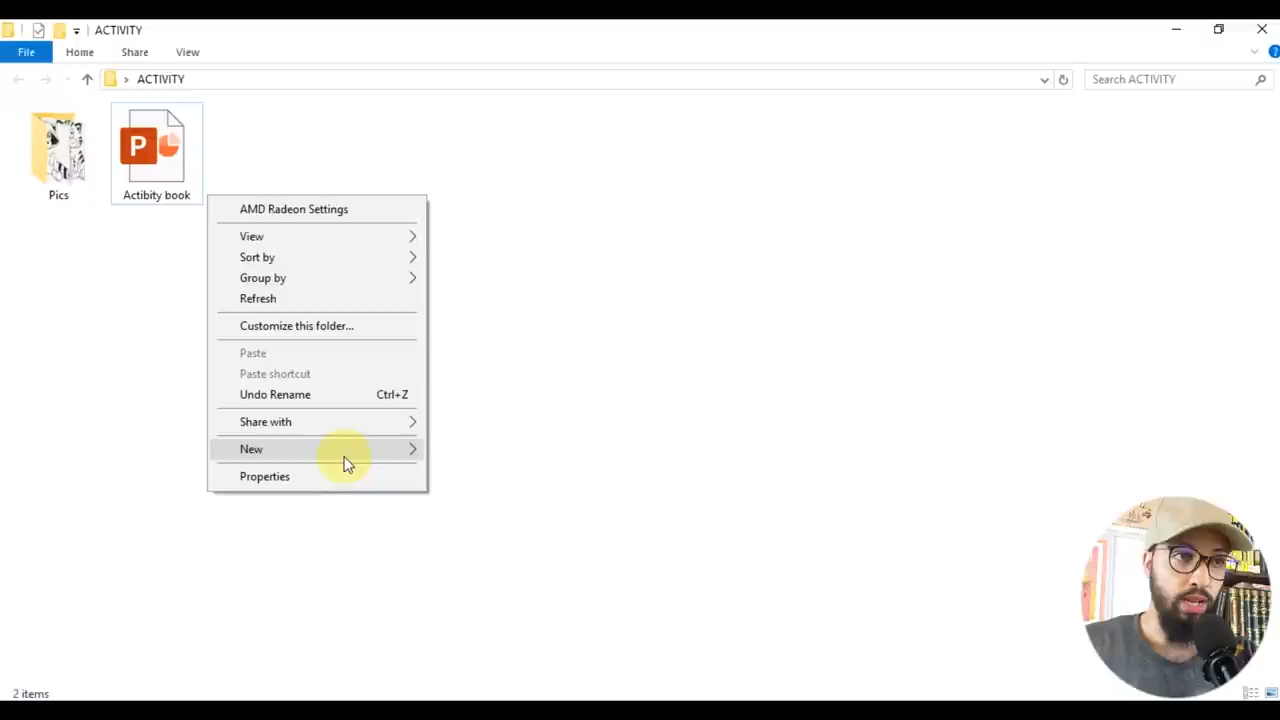 ACTIVITY
File Home Share View
ACTIVITY
Search ACTIVITY
P
Pics
Actibity book
AMD Radeon Settings
View
Sort by
Group by
Refresh
Customize this folder...
Paste
Paste shortcut
Undo Rename Ctrl+Z
Share with
New
Properties
2 items